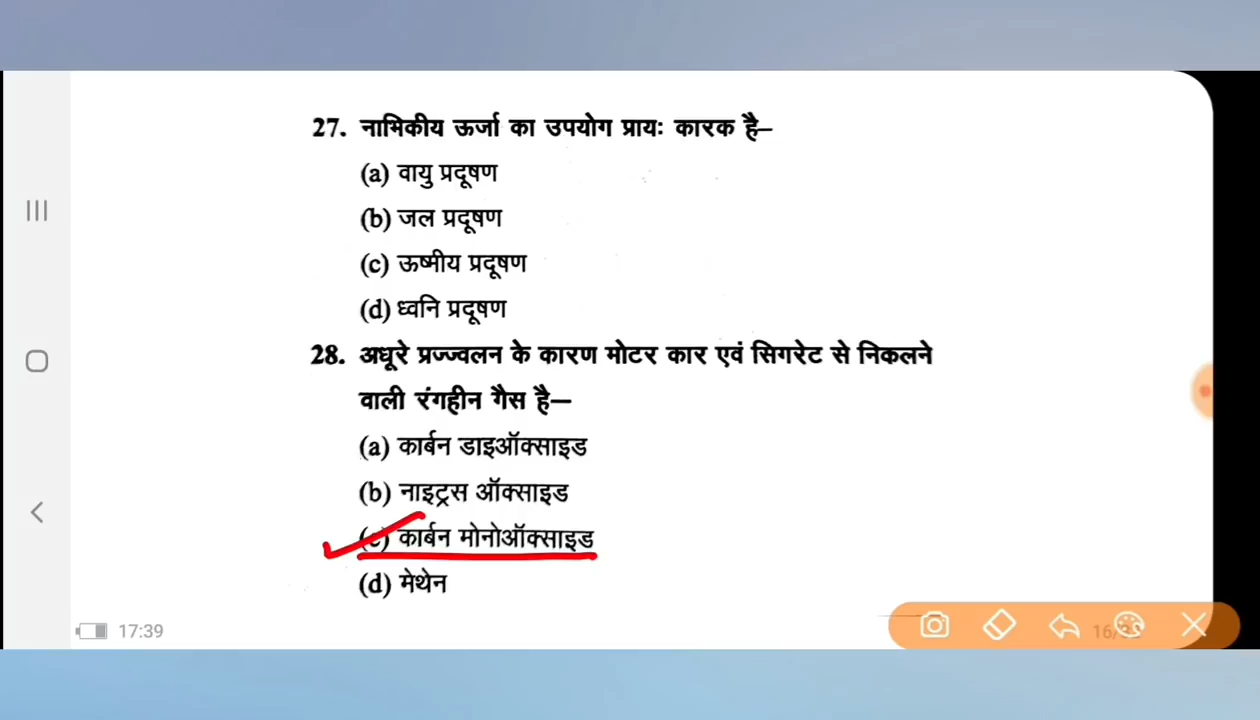 27. नाभिकीय ऊर्जा का उपयोग प्रायः कारक है–
(a) वायु प्रदूषण
(b) जल प्रदूषण
(c) ऊष्मीय प्रदूषण
(d) ध्वनि प्रदूषण
28. अधूरे प्रज्ज्वलन के कारण मोटर कार एवं सिगरेट से निकलने
वाली रंगहीन गैस है–
(a) कार्बन डाइऑक्साइड
(b) नाइट्रस ऑक्साइड
(c) कार्बन मोनोऑक्साइड
(d) मेथेन
17:39